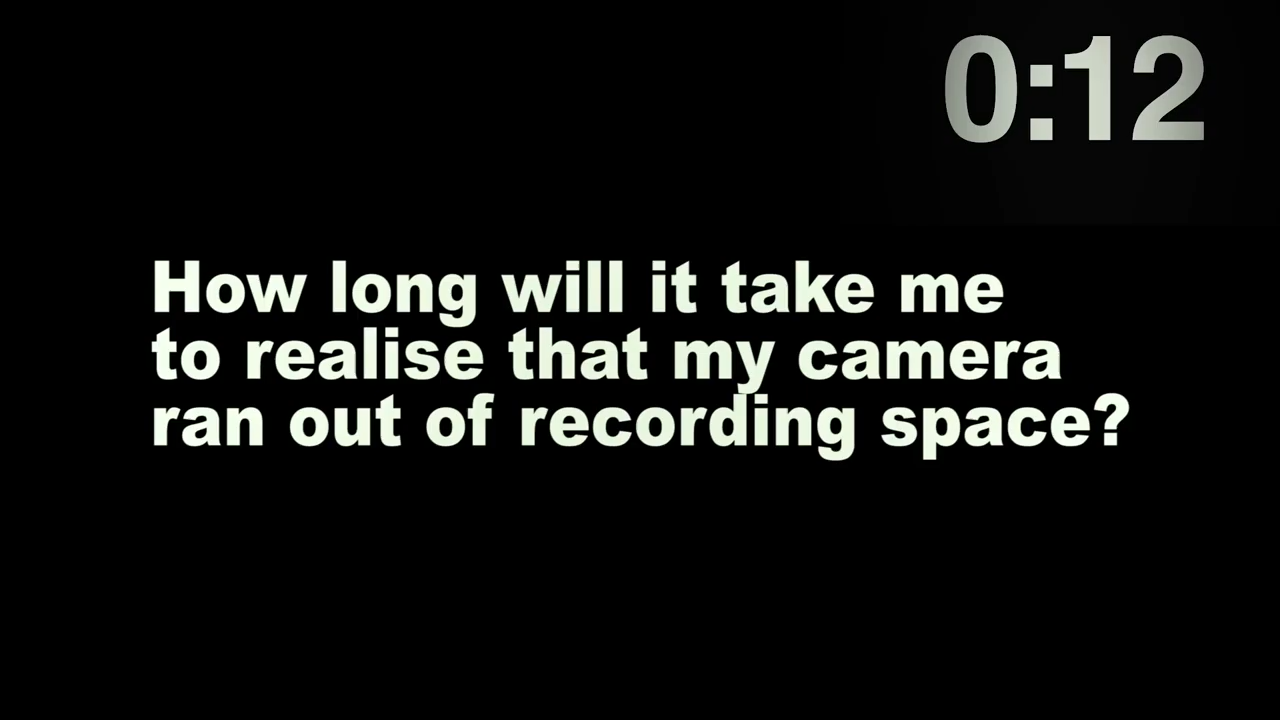 0:12
How long will it take me
to realise that my camera
ran out of recording space?